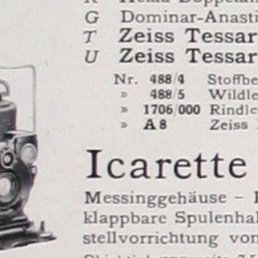 G Dominar-Anasti
T Zeiss Tessar
U Zeiss Tessar
Nr. 488/4 Stoffbe
» 488/5 Wildle
» 1706/000 Rindle
» A 8 Zeiss
Icarette
Messinggehäuse –
klappbare Spulenhal
stellvorrichtung von